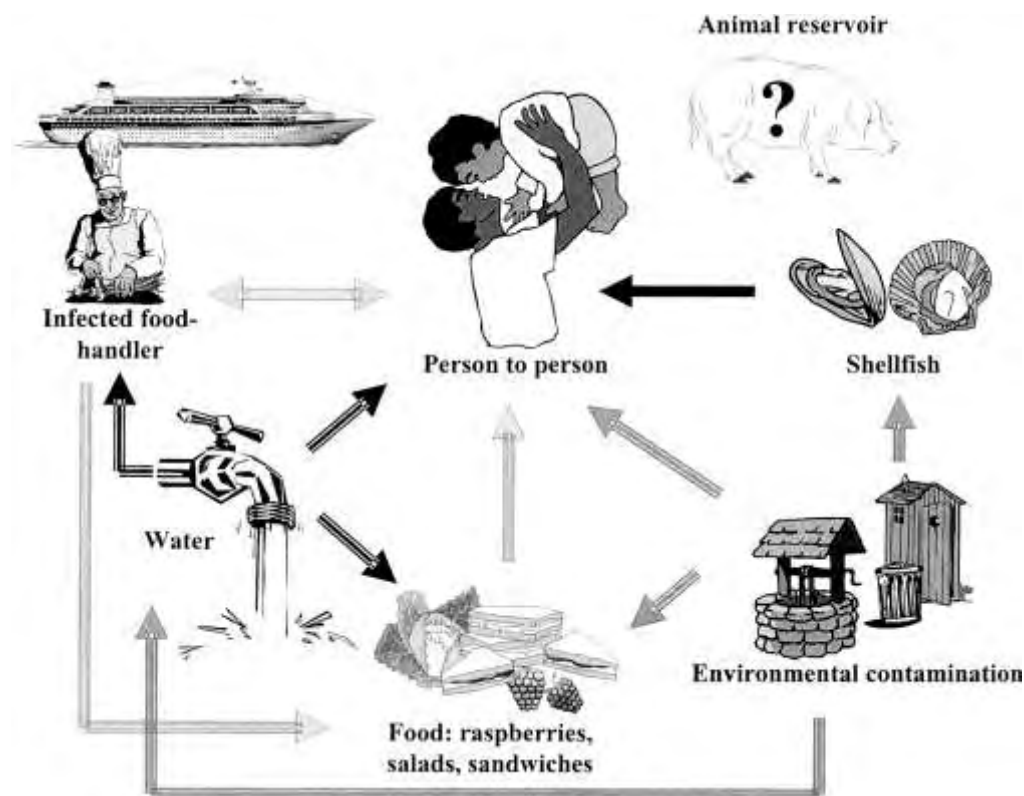 Animal reservoir
?
Infected food-
handler
Person to person
Shellfish
Water
Environmental contamination
Food: raspberries,
salads, sandwiches